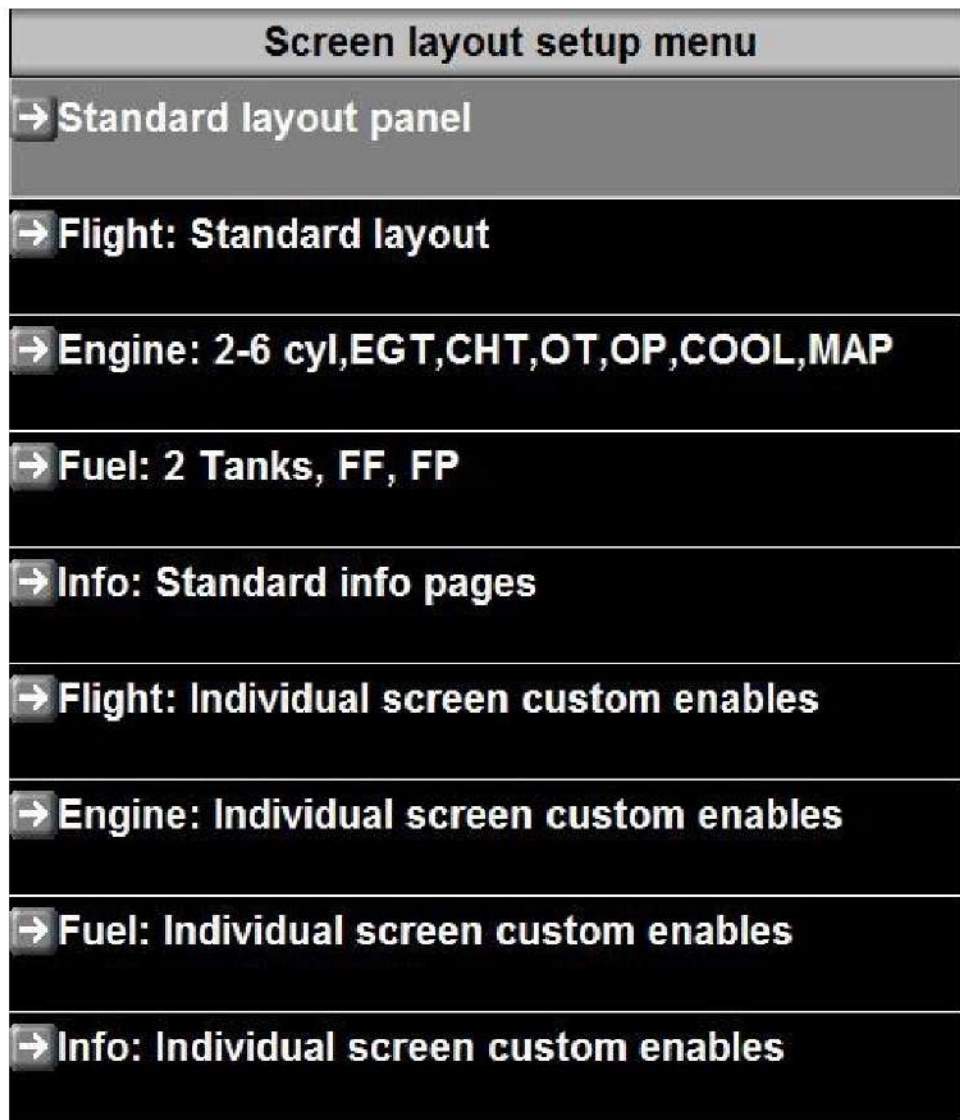 Screen layout setup menu
Standard layout panel
Flight: Standard layout
Engine: 2-6 cyl,EGT,CHT,OT,OP,COOL,MAP
Fuel: 2 Tanks, FF, FP
Info: Standard info pages
Flight: Individual screen custom enables
Engine: Individual screen custom enables
Fuel: Individual screen custom enables
Info: Individual screen custom enables